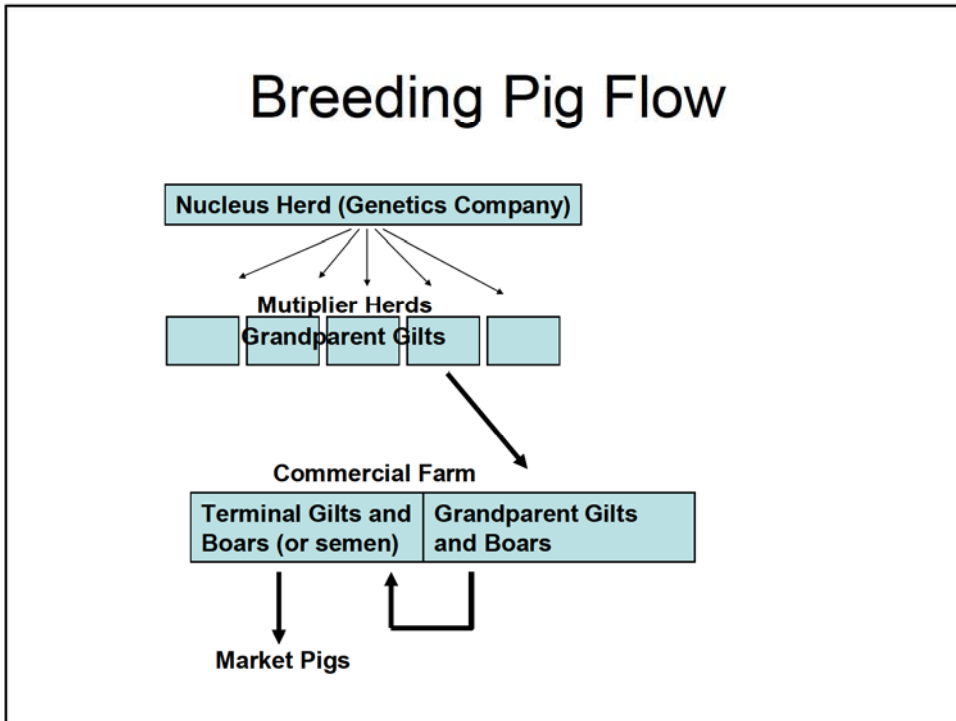 Breeding Pig Flow
Nucleus Herd (Genetics Company)
Mutiplier Herds
Grandparent Gilts
Commercial Farm
Terminal Gilts and
Boars (or semen)
Grandparent Gilts
and Boars
Market Pigs